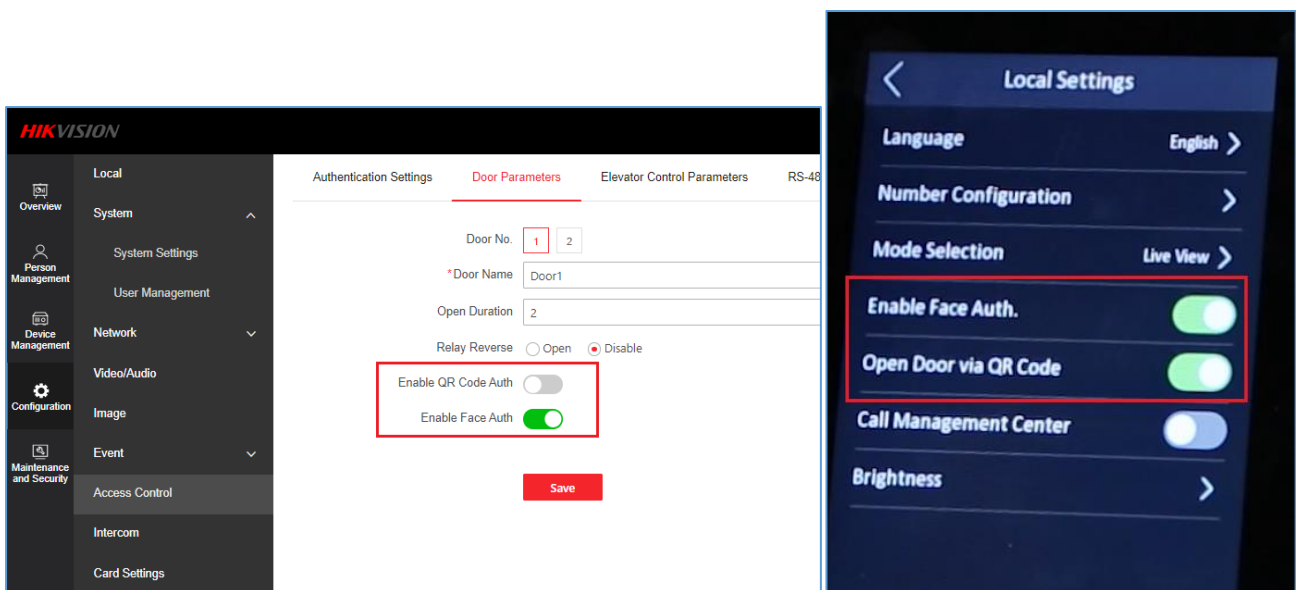 HIKVISION
Overview
Person
Management
Device
Management
Configuration
Maintenance
and Security
Local
System
System Settings
User Management
Network
Video/Audio
Image
Event
Access Control
Intercom
Card Settings
Authentication Settings Door Parameters Elevator Control Parameters RS-48
Door No. 1 2
*Door Name Door1
Open Duration 2
Relay Reverse Open Disable
Enable QR Code Auth
Enable Face Auth
Save
Local Settings
Language English
Number Configuration
Mode Selection Live View
Enable Face Auth.
Open Door via QR Code
Call Management Center
Brightness